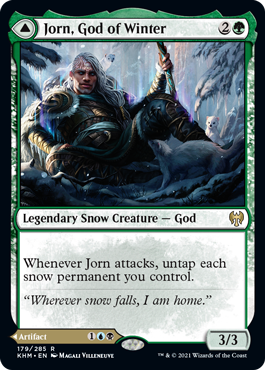 Jorn, God of Winter 2
Legendary Snow Creature — God
Whenever Jorn attacks, untap each
snow permanent you control.
“Wherever snow falls, I am home.”
Artifact 1
179/285 R
KHM • EN MAGALI VILLENEUVE
3/3
™ & © 2021 Wizards of the Coast